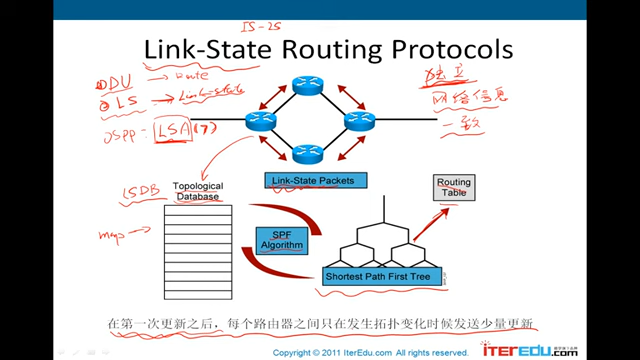 IS-IS
Link-State Routing Protocols
① DV → route
② LS → Link-state
OSPF - LSA (7)
独立
网络信息
一致
Link-State Packets
LSDB
Topological
Database
map →
SPF
Algorithm
Routing
Table
Shortest Path First Tree
在第一次更新之后，每个路由器之间只在发生拓扑变化时候发送少量更新
Copyright © 2011 IterEdu.com. All rights reserved.
iTEREDU
.com